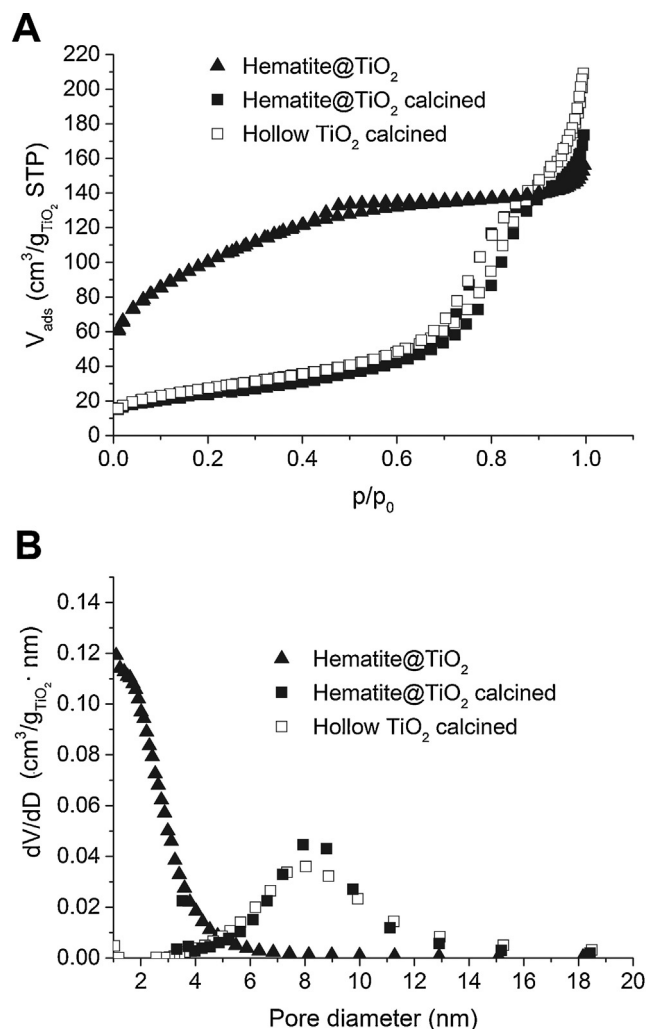 A
220
200
180
160
140
120
100
80
60
40
20
0
V_ads (cm³/g_TiO₂ STP)
Hematite@TiO₂
Hematite@TiO₂ calcined
Hollow TiO₂ calcined
0.0 0.2 0.4 0.6 0.8 1.0
p/p₀
B
0.14
0.12
0.10
0.08
0.06
0.04
0.02
0.00
dV/dD (cm³/g_TiO₂ · nm)
Hematite@TiO₂
Hematite@TiO₂ calcined
Hollow TiO₂ calcined
2 4 6 8 10 12 14 16 18 20
Pore diameter (nm)